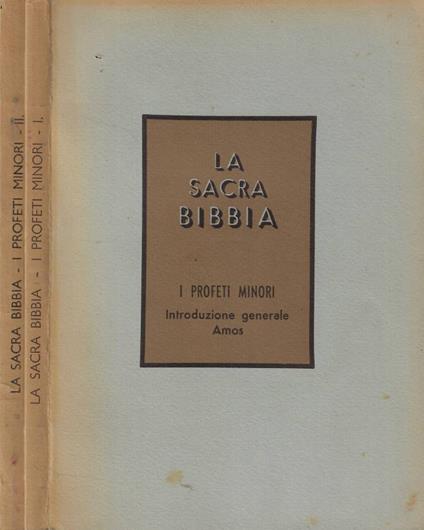 LA SACRA BIBBIA - I PROFETI MINORI - II.
LA SACRA BIBBIA - I PROFETI MINORI - I.
LA
SACRA
BIBBIA
I PROFETI MINORI
Introduzione generale
Amos